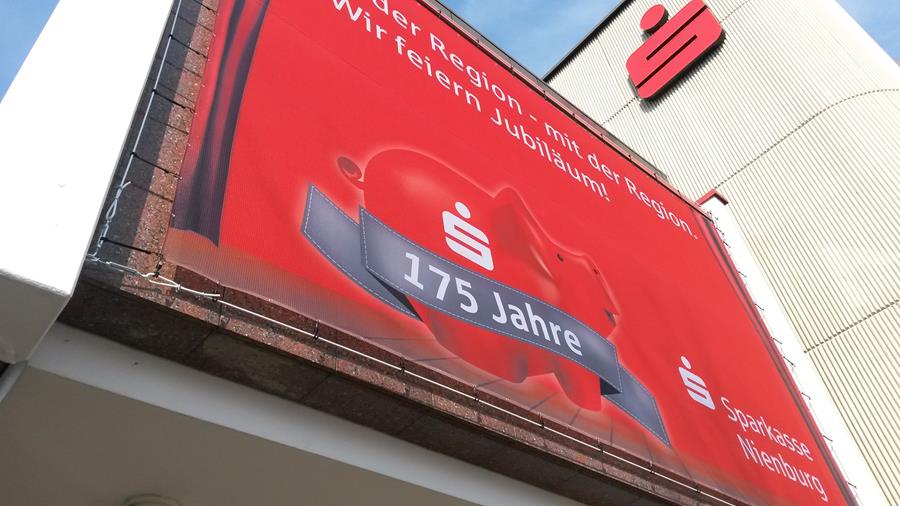 der Region - mit der Region.
Wir feiern Jubiläum!
175 Jahre
Sparkasse
Nienburg